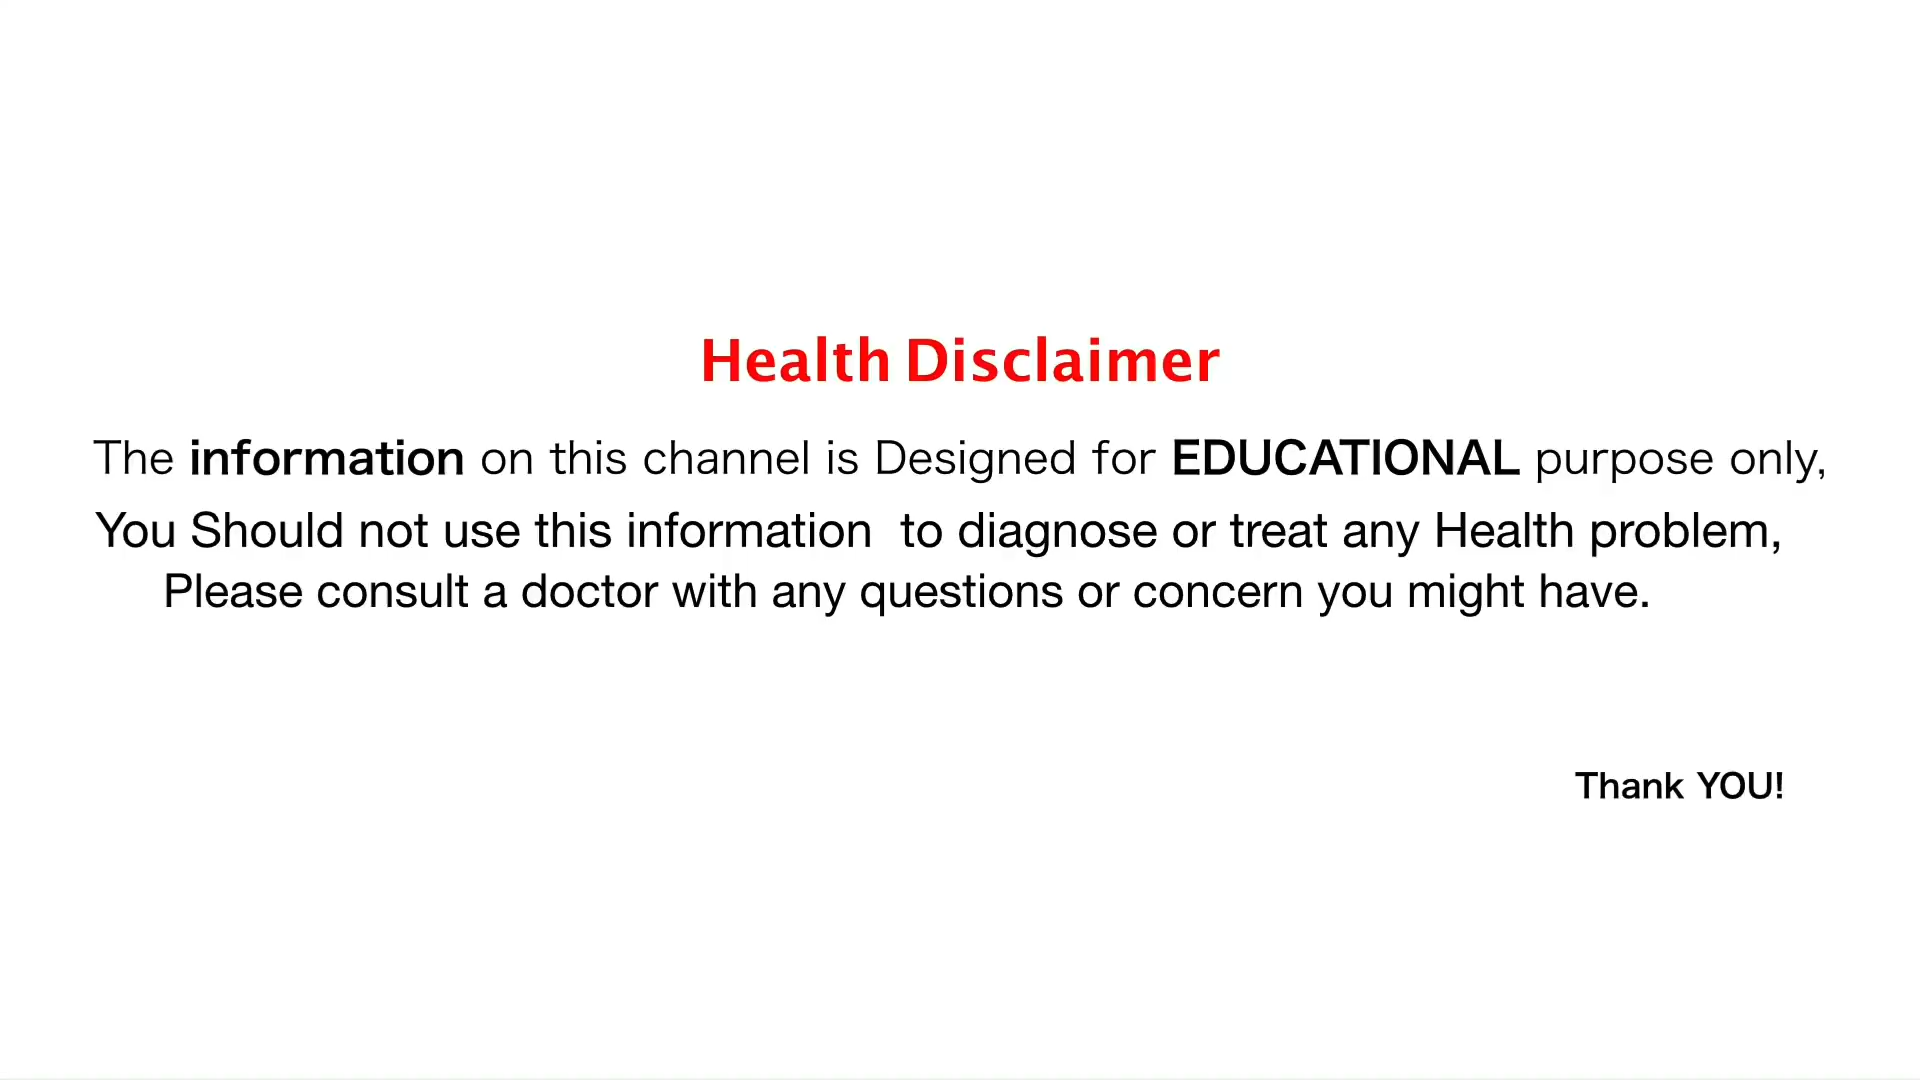 Health Disclaimer
The information on this channel is Designed for EDUCATIONAL purpose only,
You Should not use this information  to diagnose or treat any Health problem,
Please consult a doctor with any questions or concern you might have.
Thank YOU!